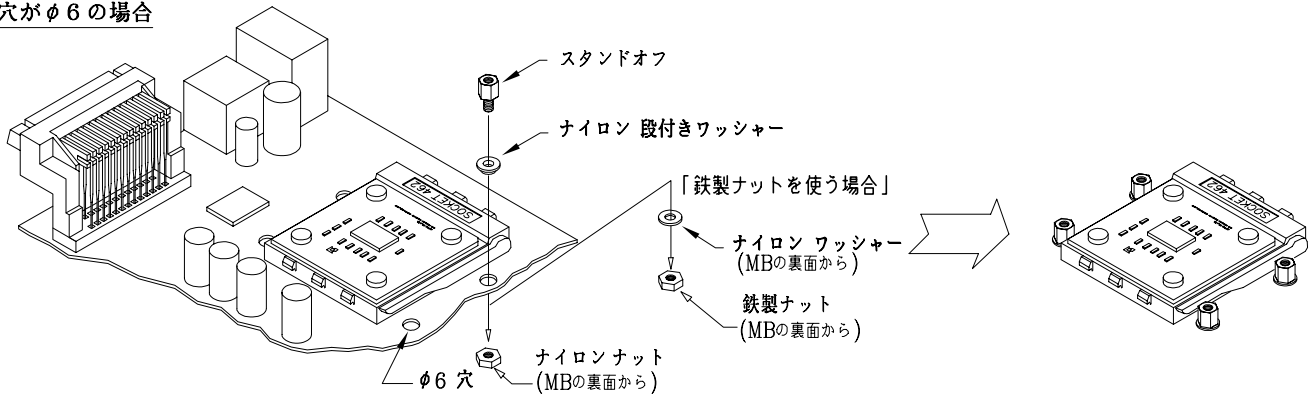 穴がφ6の場合
スタンドオフ
ナイロン 段付きワッシャー
「鉄製ナットを使う場合」
ナイロン ワッシャー
(MBの裏面から)
鉄製ナット
(MBの裏面から)
ナイロンナット
(MBの裏面から)
φ6 穴
SOCKET 462
SOCKET 462